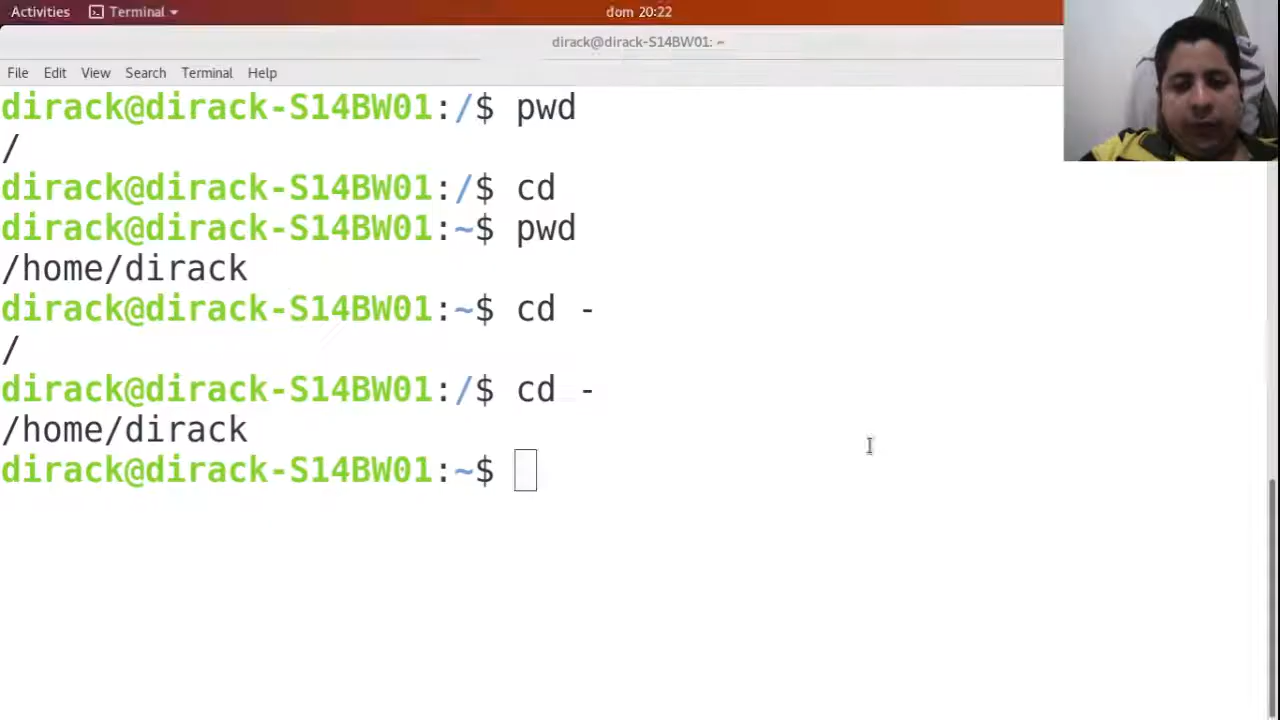 Activities Terminal dom 20:22
dirack@dirack-S14BW01: ~
File Edit View Search Terminal Help
dirack@dirack-S14BW01:/$ pwd
/
dirack@dirack-S14BW01:/$ cd
dirack@dirack-S14BW01:~$ pwd
/home/dirack
dirack@dirack-S14BW01:~$ cd -
/
dirack@dirack-S14BW01:/$ cd -
/home/dirack
dirack@dirack-S14BW01:~$